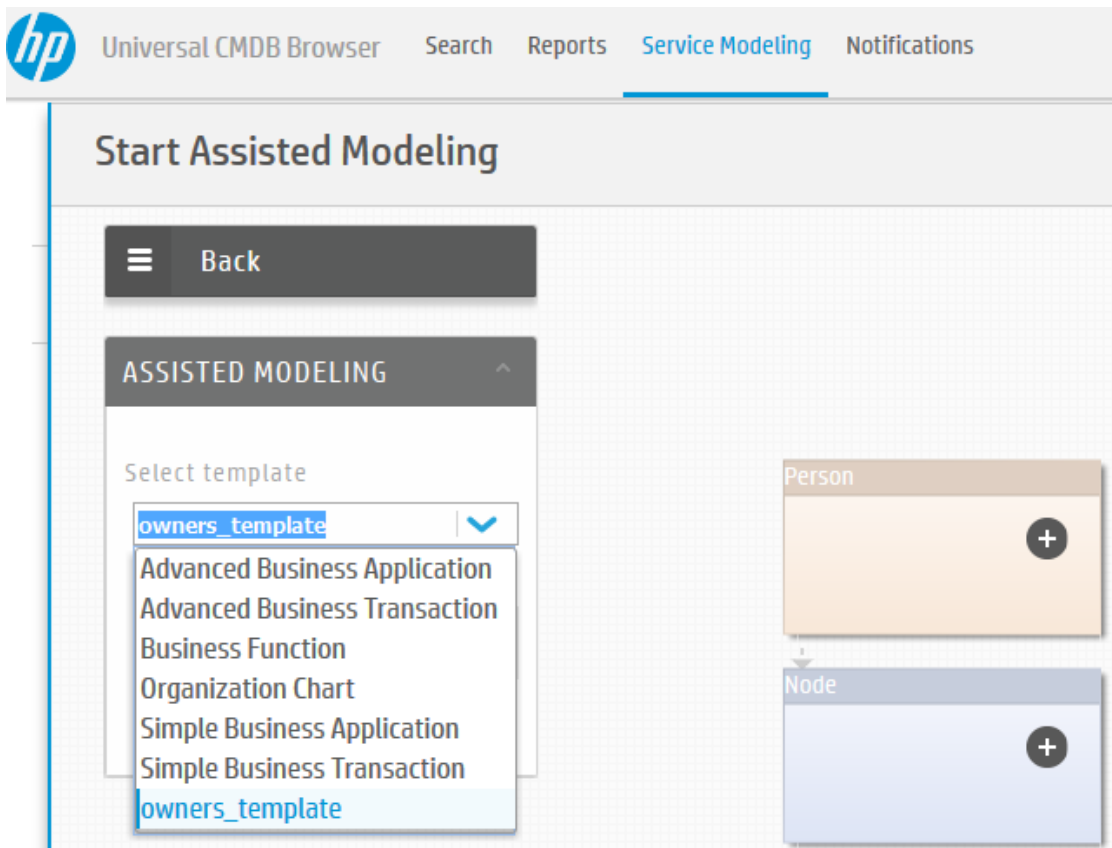 hp Universal CMDB Browser Search Reports Service Modeling Notifications
Start Assisted Modeling
Back
ASSISTED MODELING
Select template
owners_template
Advanced Business Application
Advanced Business Transaction
Business Function
Organization Chart
Simple Business Application
Simple Business Transaction
owners_template
Person
Node